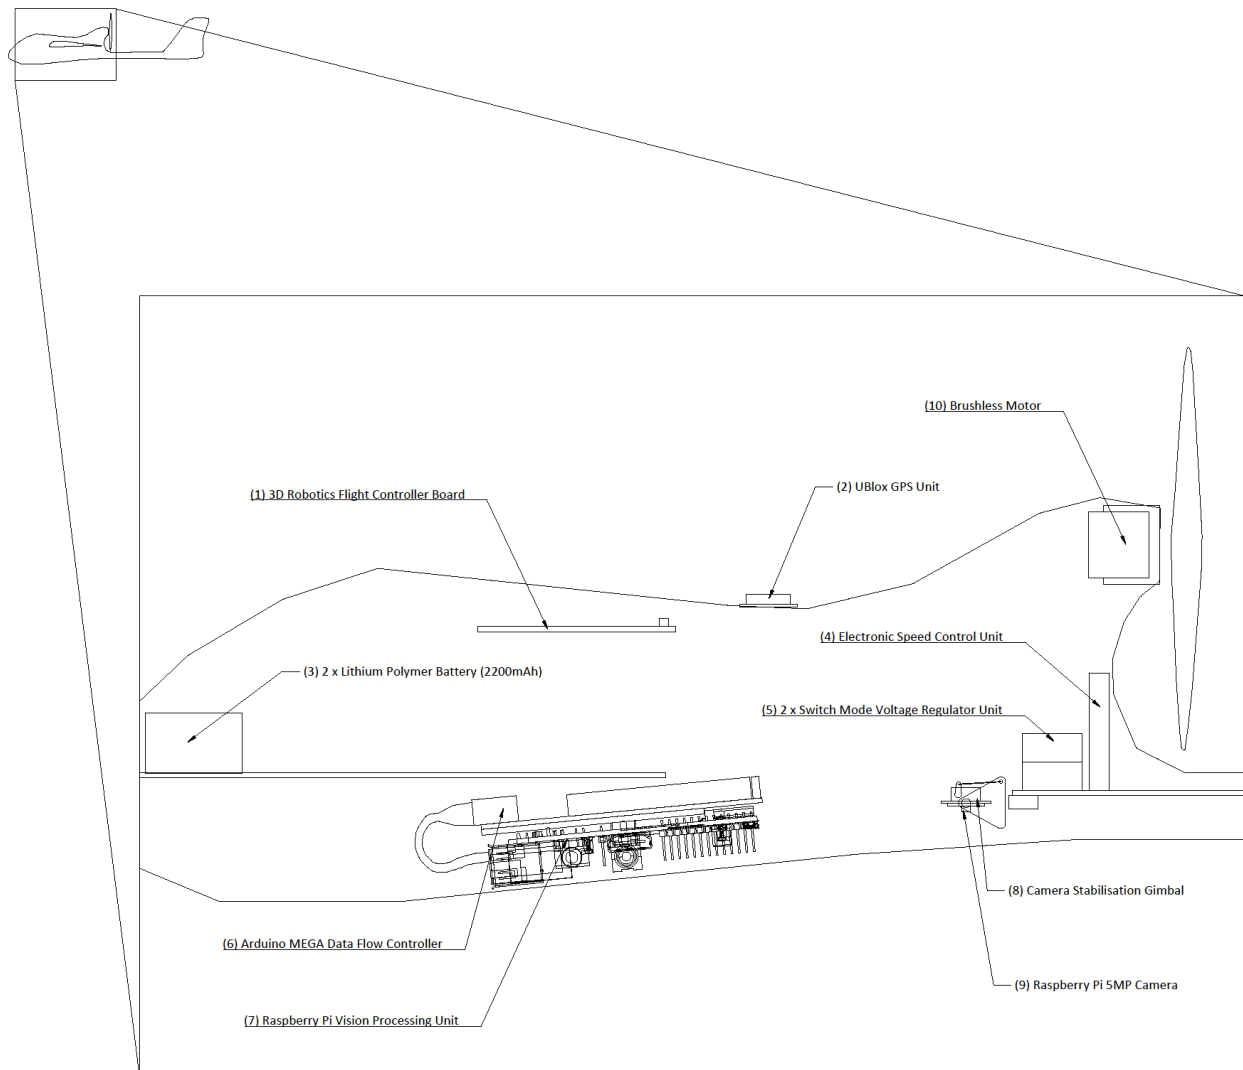 (10) Brushless Motor
(1) 3D Robotics Flight Controller Board
(2) UBlox GPS Unit
(4) Electronic Speed Control Unit
(3) 2 x Lithium Polymer Battery (2200mAh)
(5) 2 x Switch Mode Voltage Regulator Unit
(8) Camera Stabilisation Gimbal
(6) Arduino MEGA Data Flow Controller
(9) Raspberry Pi 5MP Camera
(7) Raspberry Pi Vision Processing Unit